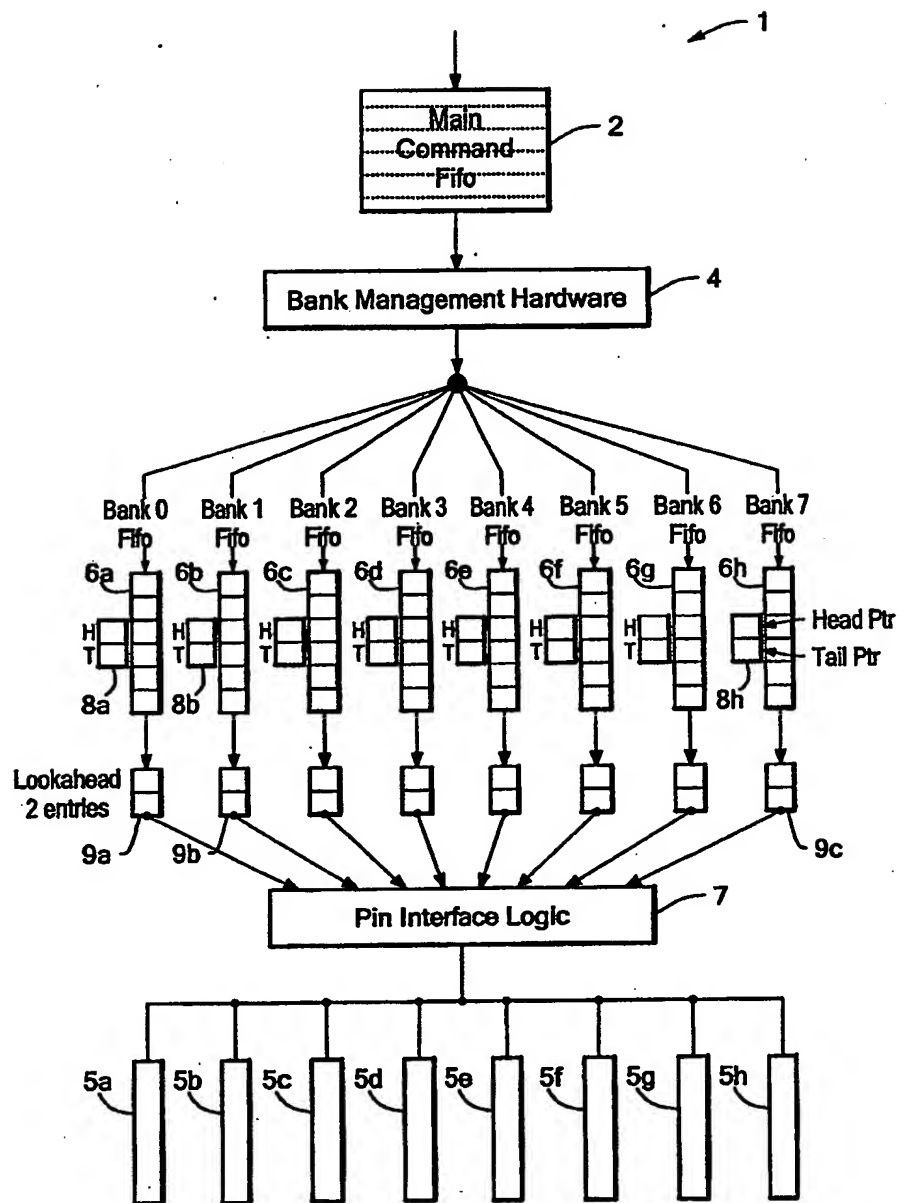 1
Main
Command
Fifo
2
Bank Management Hardware
4
Bank 0 Fifo
Bank 1 Fifo
Bank 2 Fifo
Bank 3 Fifo
Bank 4 Fifo
Bank 5 Fifo
Bank 6 Fifo
Bank 7 Fifo
6a
6b
6c
6d
6e
6f
6g
6h
H
T
H
T
H
T
H
T
H
T
H
T
H
T
Head Ptr
Tail Ptr
8a
8b
8h
Lookahead
2 entries
9a
9b
9c
Pin Interface Logic
7
5a
5b
5c
5d
5e
5f
5g
5h